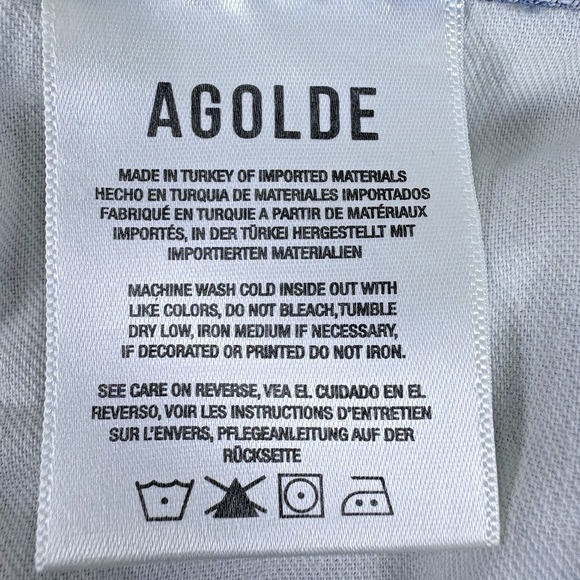 AGOLDE
MADE IN TURKEY OF IMPORTED MATERIALS
HECHO EN TURQUIA DE MATERIALES IMPORTADOS
FABRIQUÉ EN TURQUIE A PARTIR DE MATÉRIAUX
IMPORTÉS, IN DER TÜRKEI HERGESTELLT MIT
IMPORTIERTEN MATERIALIEN
MACHINE WASH COLD INSIDE OUT WITH
LIKE COLORS, DO NOT BLEACH,TUMBLE
DRY LOW, IRON MEDIUM IF NECESSARY,
IF DECORATED OR PRINTED DO NOT IRON.
SEE CARE ON REVERSE, VEA EL CUIDADO EN EL
REVERSO, VOIR LES INSTRUCTIONS D'ENTRETIEN
SUR L'ENVERS, PFLEGEANLEITUNG AUF DER
RÜCKSEITE